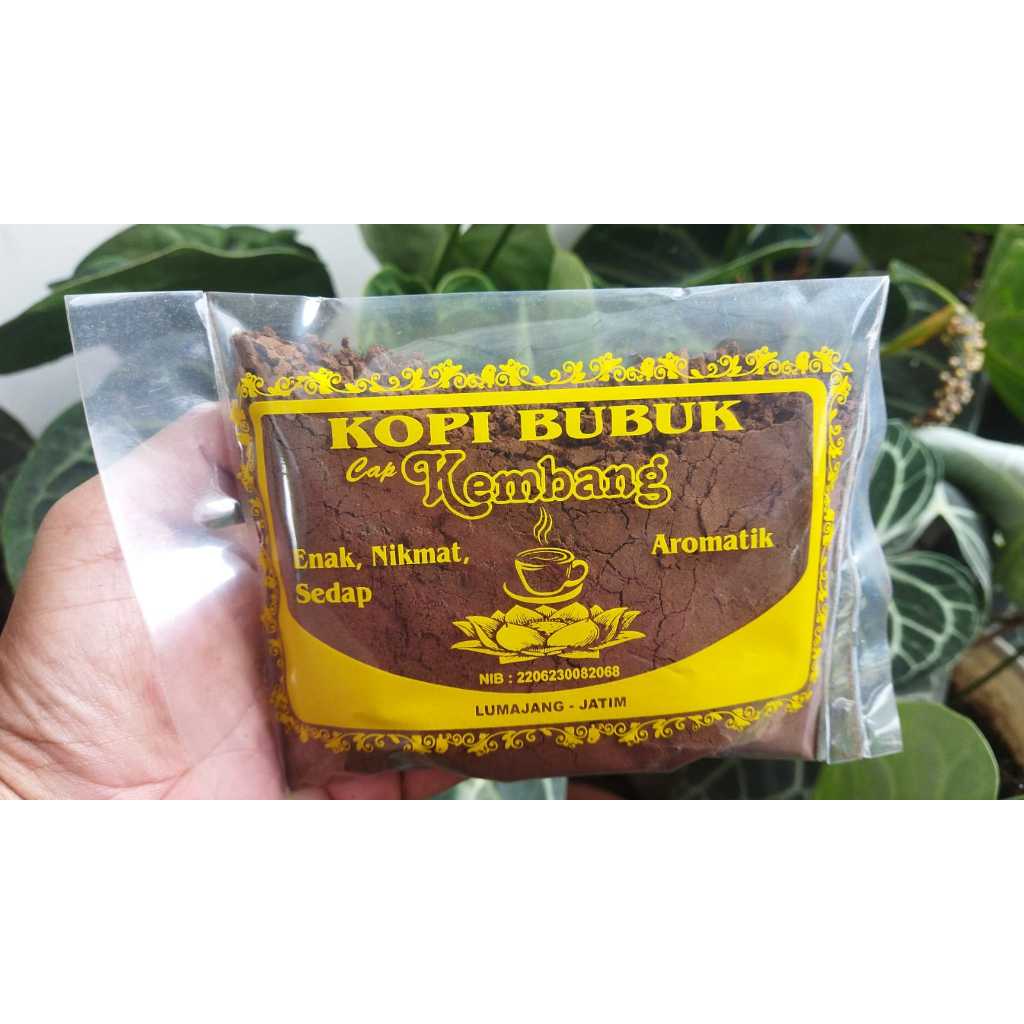 KOPI BUBUK
Cap Kembang
Enak, Nikmat,
Sedap
Aromatik
NIB : 2206230082068
LUMAJANG - JATIM